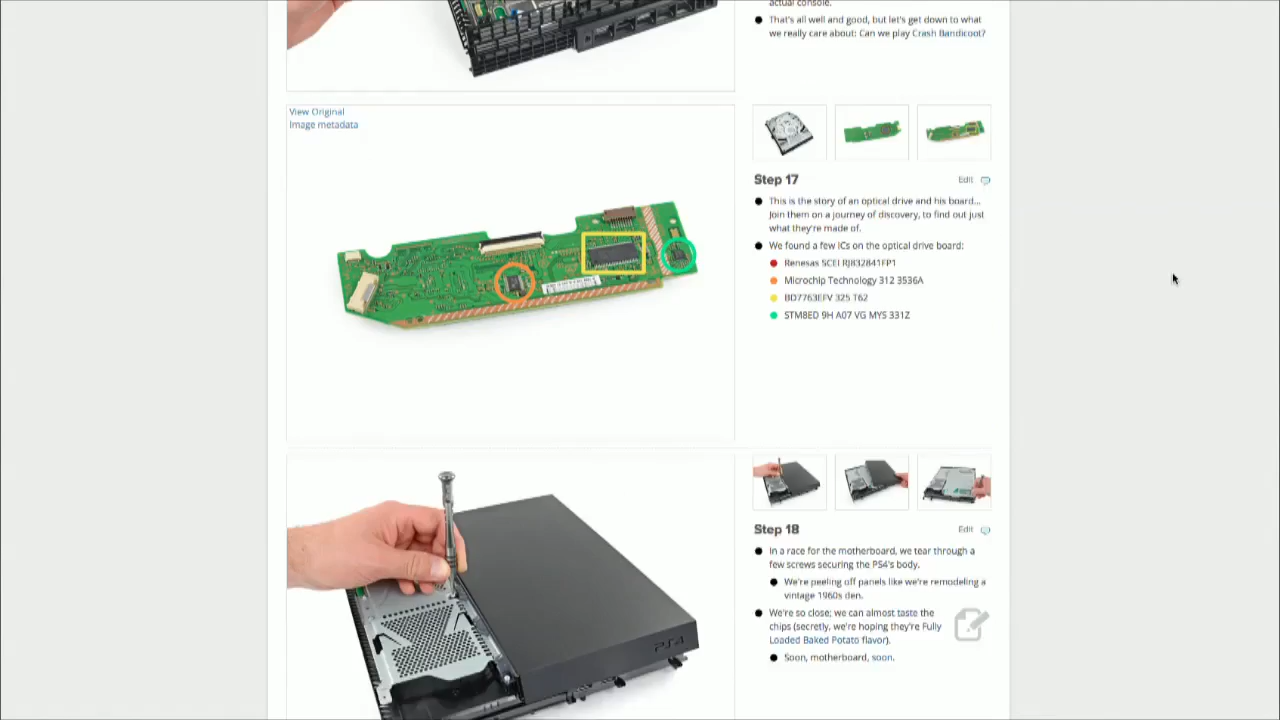 actual console.
That's all well and good, but let's get down to what
we really care about: Can we play Crash Bandicoot?
View Original
Image metadata
Step 17
Edit
This is the story of an optical drive and his board...
Join them on a journey of discovery, to find out just
what they're made of.
We found a few ICs on the optical drive board:
Renesas SCEI RJ832841FP1
Microchip Technology 312 3536A
BD7763EFV 325 T62
STM8ED 9H A07 VG MYS 331Z
Step 18
Edit
In a race for the motherboard, we tear through a
few screws securing the PS4's body.
We're peeling off panels like we're remodeling a
vintage 1960s den.
We're so close; we can almost taste the
chips (secretly, we're hoping they're Fully
Loaded Baked Potato flavor).
Soon, motherboard, soon.
PS4